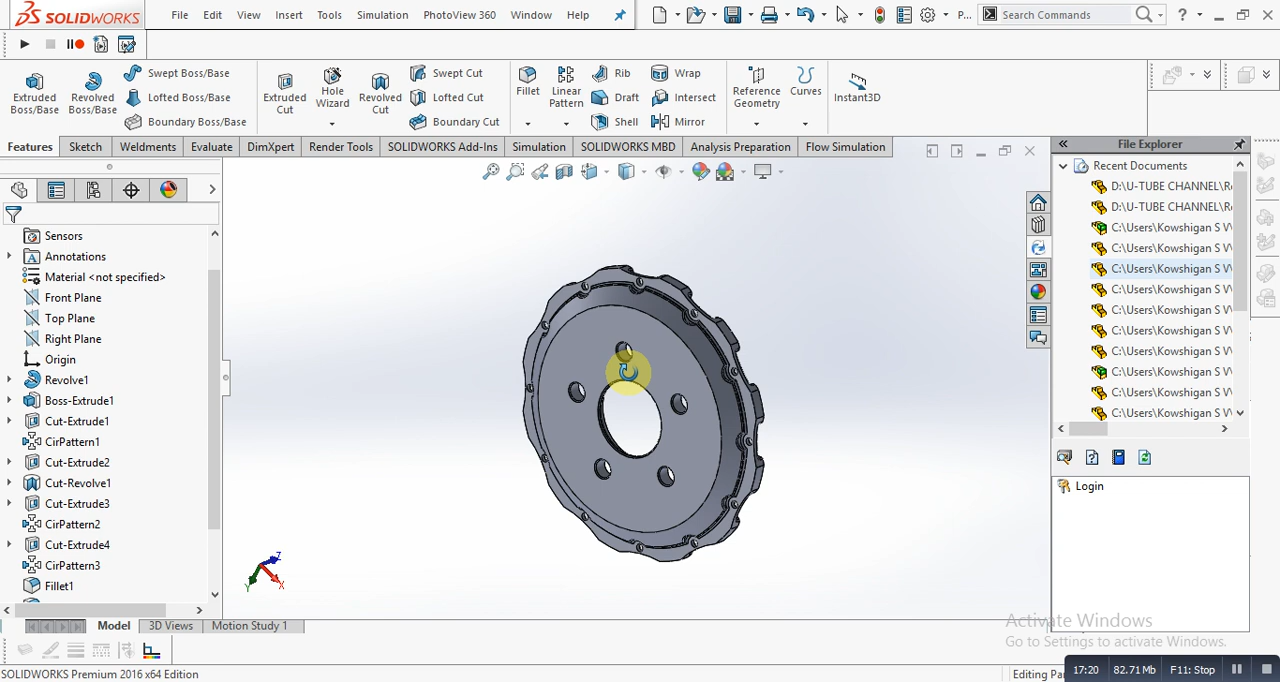 SOLIDWORKS File Edit View Insert Tools Simulation PhotoView 360 Window Help P... Search Commands ?
Extruded Boss/Base
Revolved Boss/Base
Swept Boss/Base
Lofted Boss/Base
Boundary Boss/Base
Extruded Cut
Hole Wizard
Revolved Cut
Swept Cut
Lofted Cut
Boundary Cut
Fillet
Linear Pattern
Rib
Draft
Shell
Wrap
Intersect
Mirror
Reference Geometry
Curves
Instant3D
Features Sketch Weldments Evaluate DimXpert Render Tools SOLIDWORKS Add-Ins Simulati SOLIDWORKS MBD Analysis Preparation Flow Simulation
Sensors
Annotations
Material <not specified>
Front Plane
Top Plane
Right Plane
Origin
Revolve1
Boss-Extrude1
Cut-Extrude1
CirPattern1
Cut-Extrude2
Cut-Revolve1
Cut-Extrude3
CirPattern2
Cut-Extrude4
CirPattern3
Fillet1
Z
Y
X
File Explorer
Recent Documents
D:\U-TUBE CHANNEL\R
D:\U-TUBE CHANNEL\R
C:\Users\Kowshigan S V
C:\Users\Kowshigan S V
C:\Users\Kowshigan S V
C:\Users\Kowshigan S V
C:\Users\Kowshigan S V
C:\Users\Kowshigan S V
C:\Users\Kowshigan S V
C:\Users\Kowshigan S V
C:\Users\Kowshigan S V
C:\Users\Kowshigan S V
Login
Model 3D Views Motion Study 1
Activate Windows
Go to Settings to activate Windows.
SOLIDWORKS Premium 2016 x64 Edition
Editing Pa
17:20 82.71 Mb F11: Stop